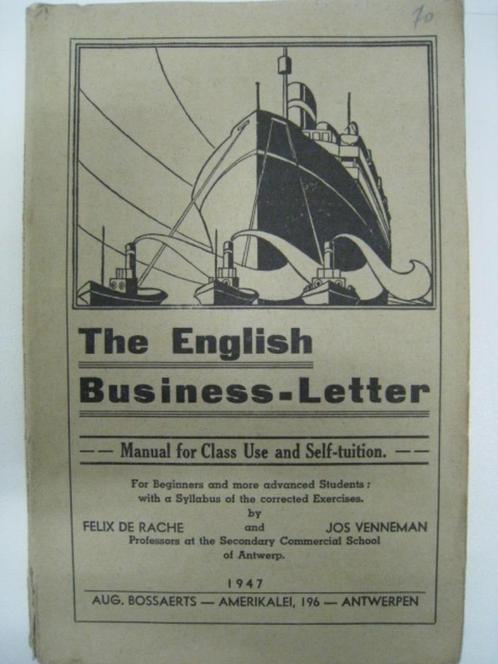 70
The English
Business-Letter
Manual for Class Use and Self-tuition.
For Beginners and more advanced Students :
with a Syllabus of the corrected Exercises.
by
FELIX DE RACHE and JOS VENNEMAN
Professors at the Secondary Commercial School
of Antwerp.
1947
AUG. BOSSAERTS — AMERIKALEI, 196 — ANTWERPEN